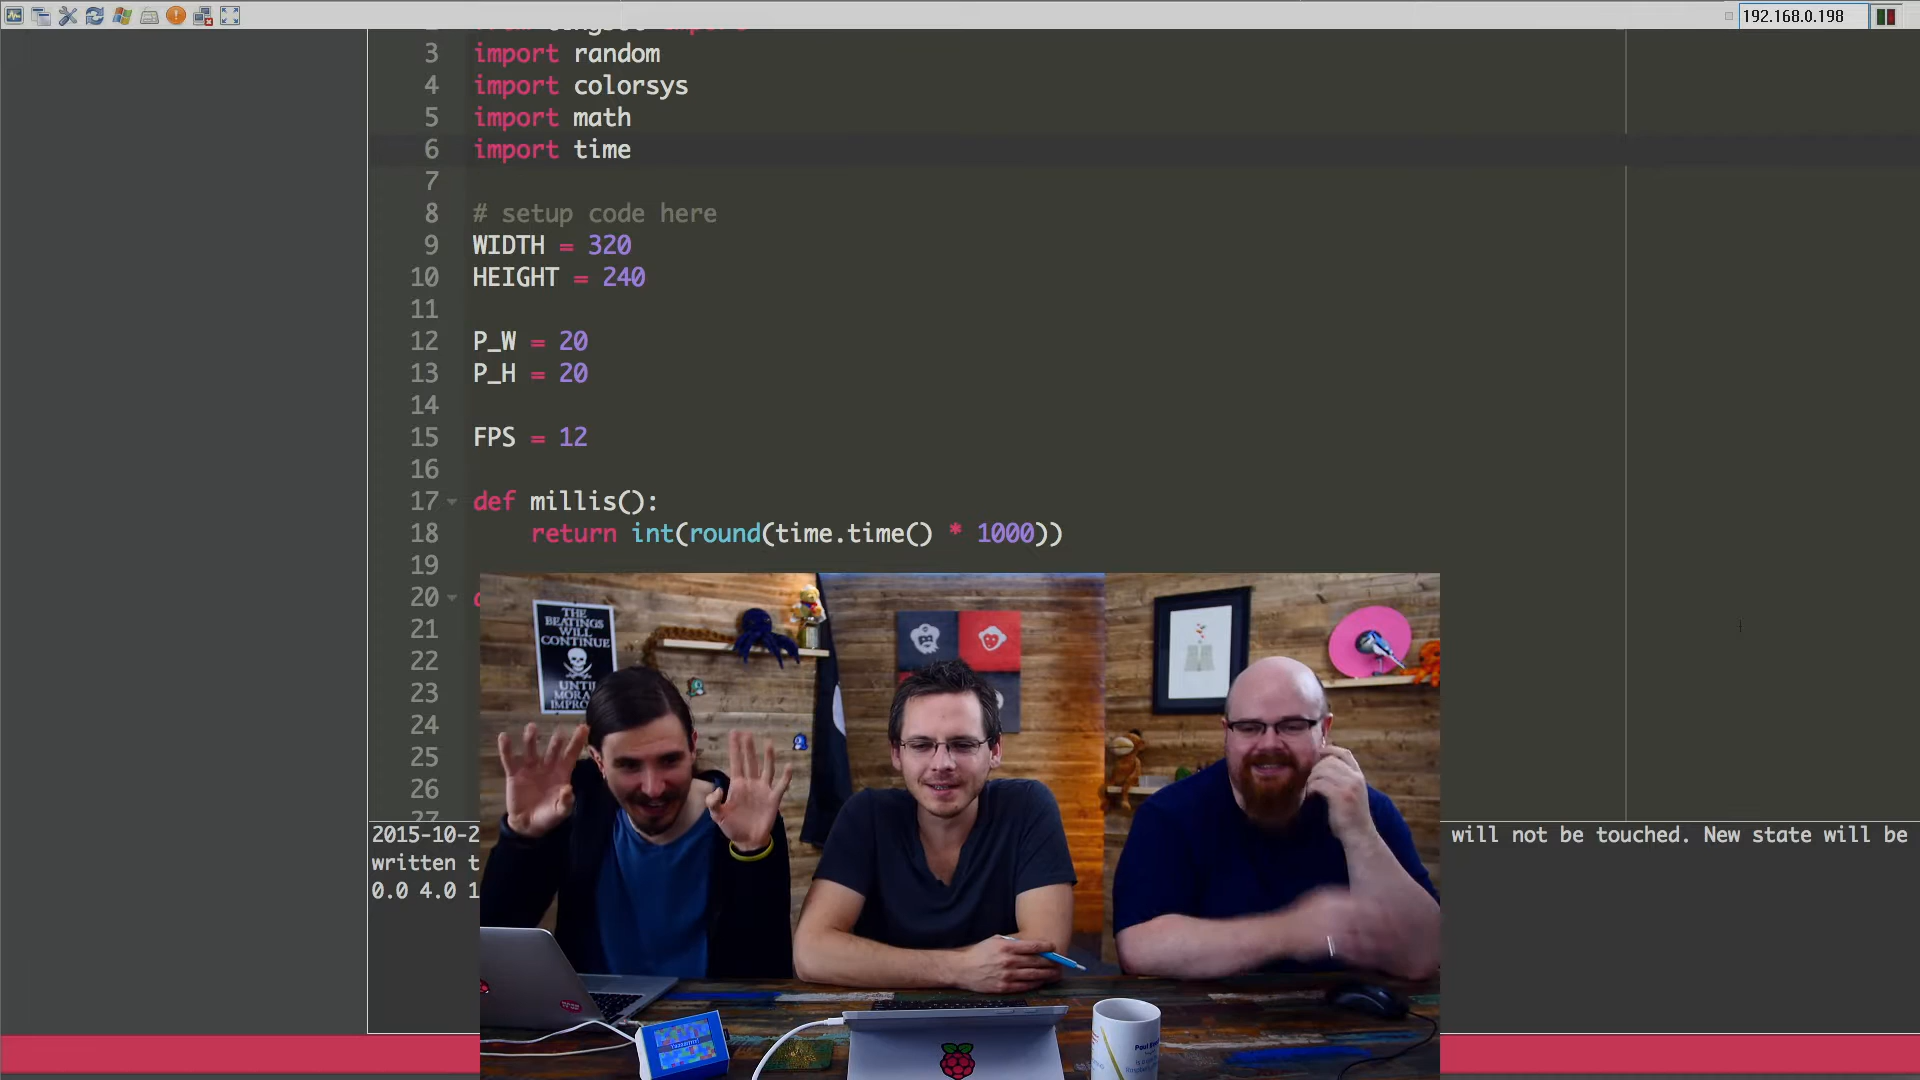 192.168.0.198
3 import random
4 import colorsys
5 import math
6 import time
7
8 # setup code here
9 WIDTH = 320
10 HEIGHT = 240
11
12 P_W = 20
13 P_H = 20
14
15 FPS = 12
16
17 def millis():
18 return int(round(time.time() * 1000))
19
20
21
22
23
24
25
26
27
THE
BEATINGS
WILL
CONTINUE
UNTIL
2015-10-2
will not be touched. New state will be
written t
0.0 4.0 1
Paul